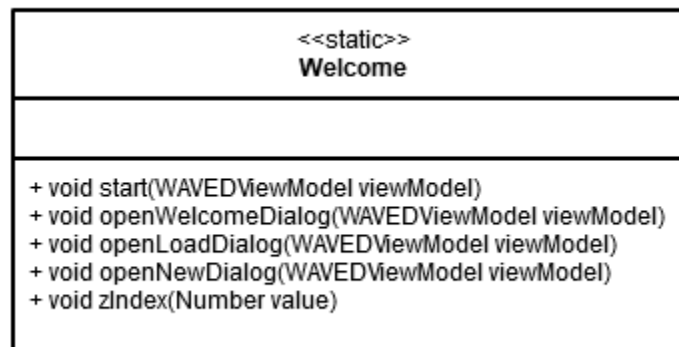 <<static>>
Welcome
+ void start(WAVEDViewModel viewModel)
+ void openWelcomeDialog(WAVEDViewModel viewModel)
+ void openLoadDialog(WAVEDViewModel viewModel)
+ void openNewDialog(WAVEDViewModel viewModel)
+ void zIndex(Number value)